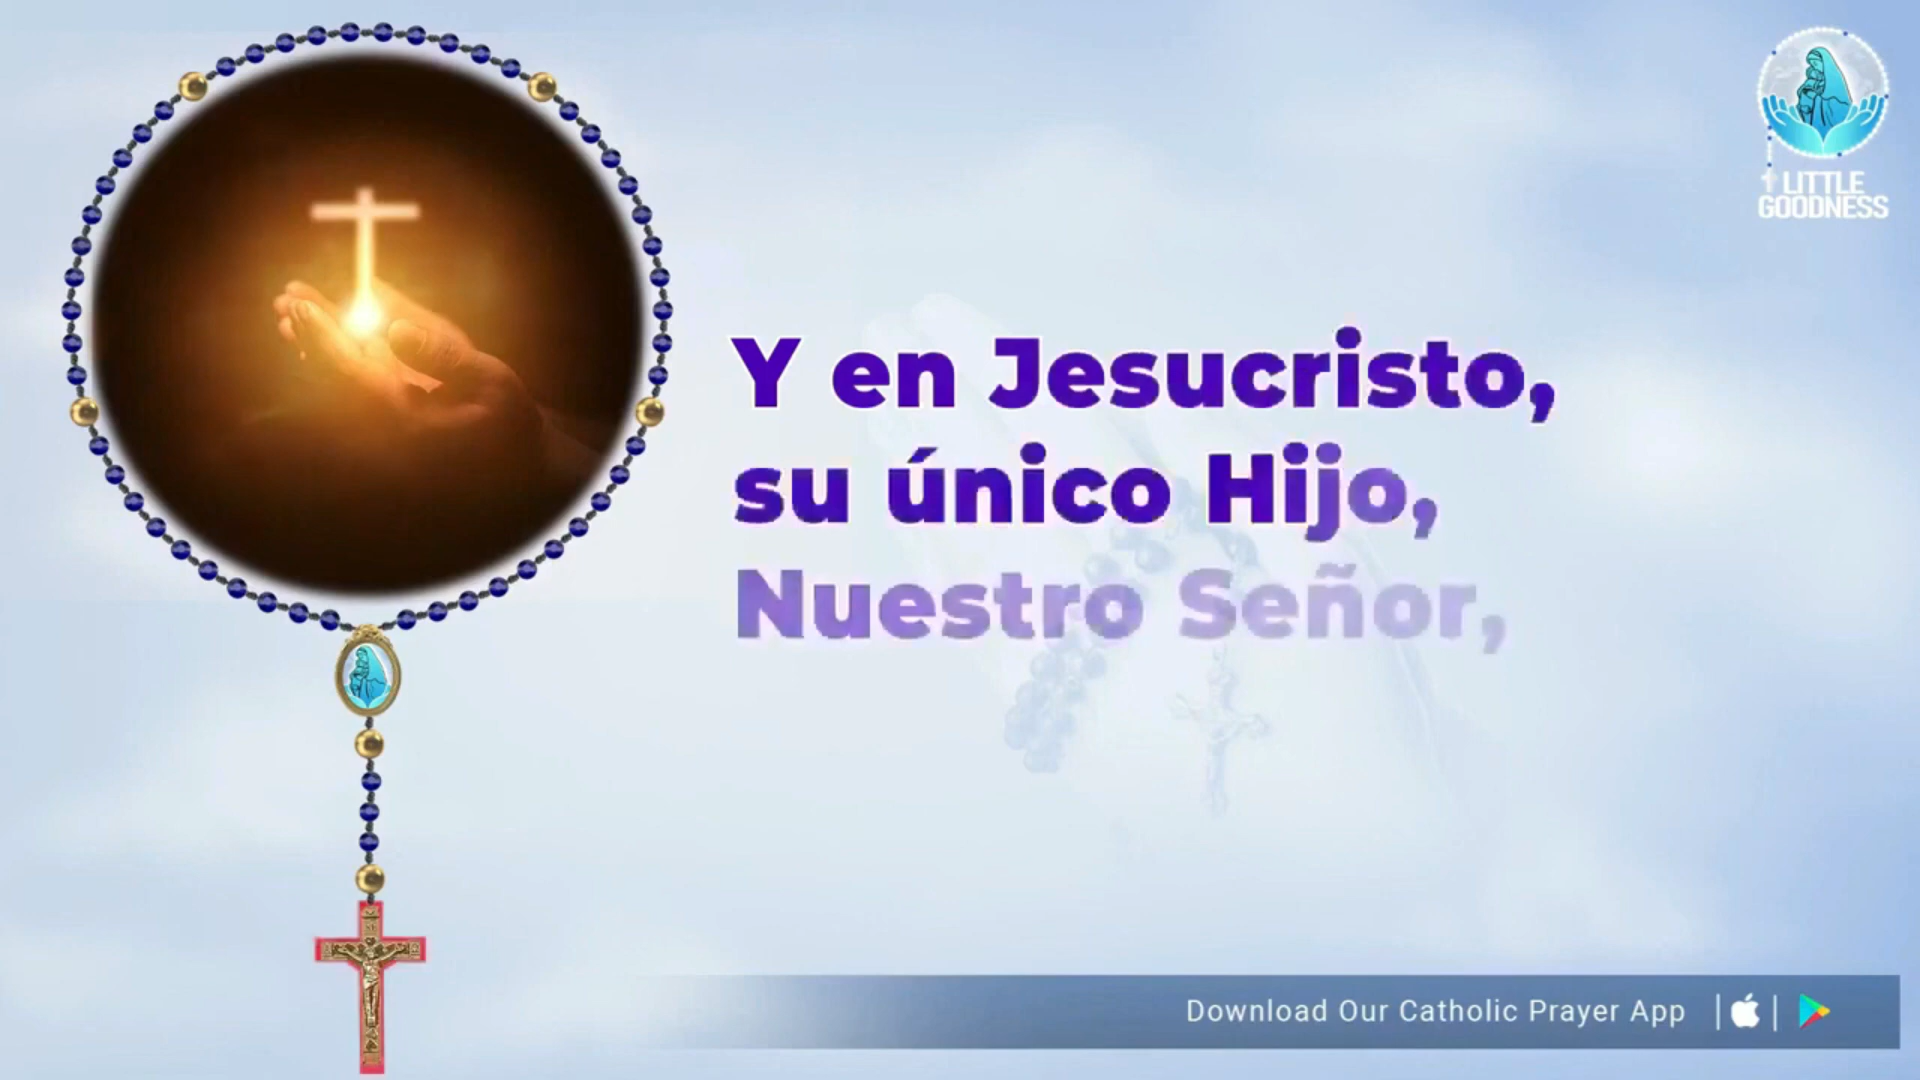 LITTLE
GOODNESS
Y en Jesucristo,
su único Hijo,
Nuestro Señor,
Download Our Catholic Prayer App